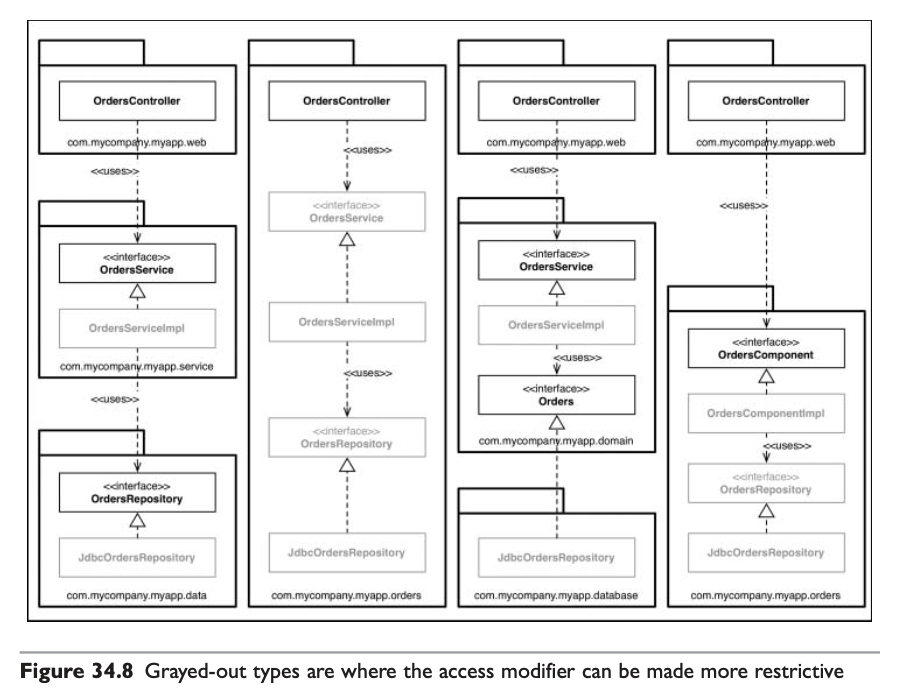 OrdersController
com.mycompany.myapp.web
<<uses>>
<<interface>>
OrdersService
OrdersServiceImpl
com.mycompany.myapp.service
<<uses>>
<<interface>>
OrdersRepository
JdbcOrdersRepository
com.mycompany.myapp.data
OrdersController
<<uses>>
<<interface>>
OrdersService
OrdersServiceImpl
<<uses>>
<<interface>>
OrdersRepository
JdbcOrdersRepository
com.mycompany.myapp.orders
OrdersController
com.mycompany.myapp.web
<<uses>>
<<interface>>
OrdersService
OrdersServiceImpl
<<uses>>
<<interface>>
Orders
com.mycompany.myapp.domain
JdbcOrdersRepository
com.mycompany.myapp.database
OrdersController
com.mycompany.myapp.web
<<uses>>
<<interface>>
OrdersComponent
OrdersComponentImpl
<<uses>>
<<interface>>
OrdersRepository
JdbcOrdersRepository
com.mycompany.myapp.orders
Figure 34.8 Grayed-out types are where the access modifier can be made more restrictive